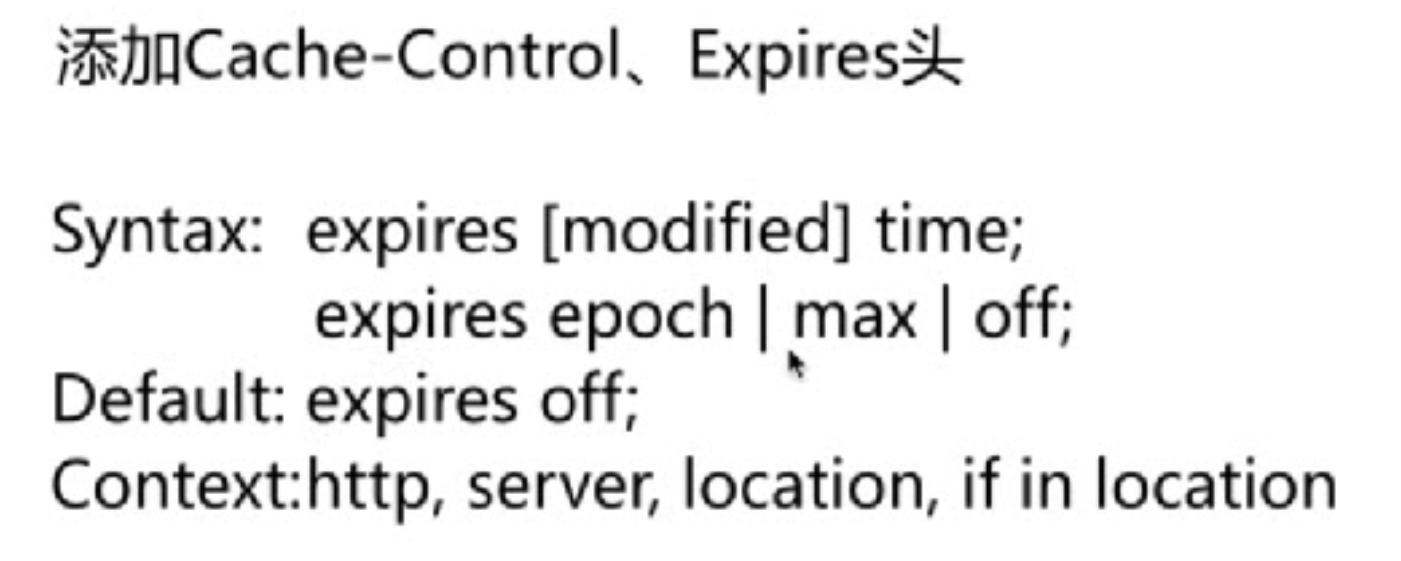 添加Cache-Control、Expires头
Syntax: expires [modified] time;
expires epoch | max | off;
Default: expires off;
Context:http, server, location, if in location